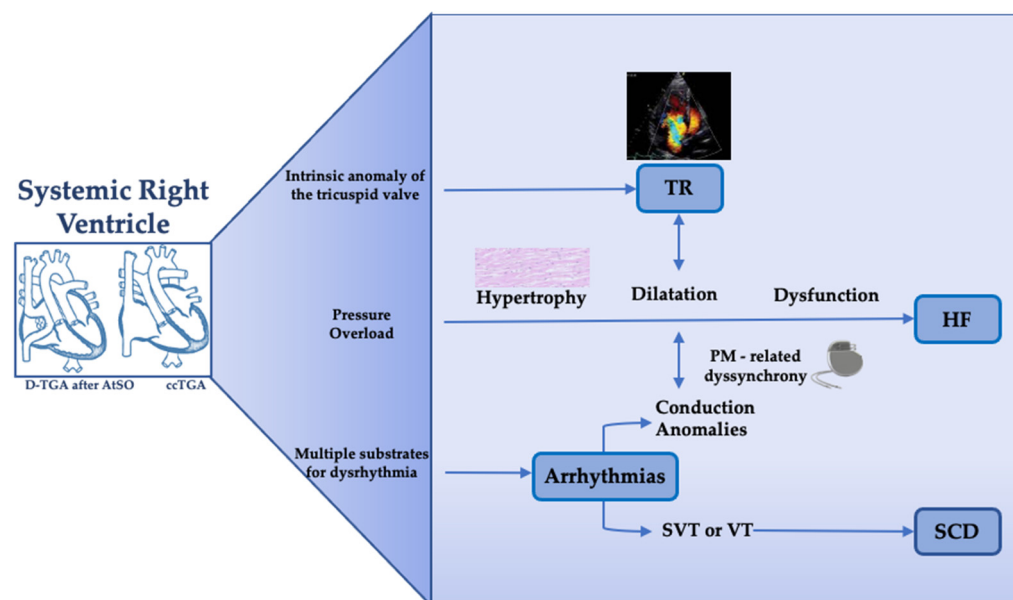 Systemic Right
Ventricle
D-TGA after AtSO
ccTGA
Intrinsic anomaly of
the tricuspid valve
Pressure
Overload
Multiple substrates
for dysrhythmia
TR
Hypertrophy
Dilatation
Dysfunction
HF
PM - related
dyssynchrony
Conduction
Anomalies
Arrhythmias
SVT or VT
SCD